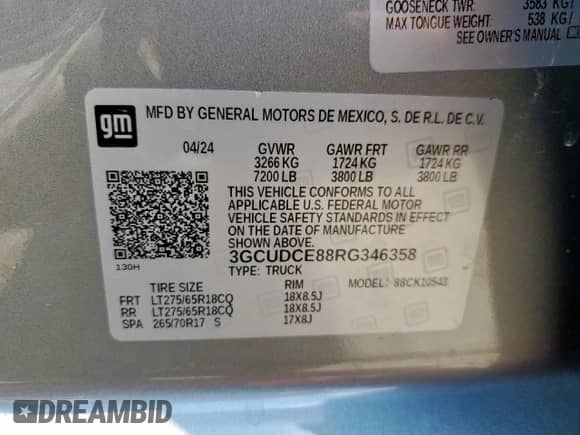 GOOSENECK TWR: 3583 KG/
MAX TONGUE WEIGHT: 538 KG/
SEE OWNER'S MANUAL
gm
MFD BY GENERAL MOTORS DE MEXICO, S. DE R.L. DE C.V.
04/24 GVWR GAWR FRT GAWR RR
3266 KG 1724 KG 1724 KG
7200 LB 3800 LB 3800 LB
THIS VEHICLE CONFORMS TO ALL
APPLICABLE U.S. FEDERAL MOTOR
VEHICLE SAFETY STANDARDS IN EFFECT
ON THE DATE OF MANUFACTURE
SHOWN ABOVE.
3GCUDCE88RG346358
130H TYPE: TRUCK MODEL: 88CK10543
TIRE SIZE RIM
FRT LT275/65R18CQ 18X8.5J
RR LT275/65R18CQ 18X8.5J
SPA 265/70R17 S 17X8J
DREAMBID